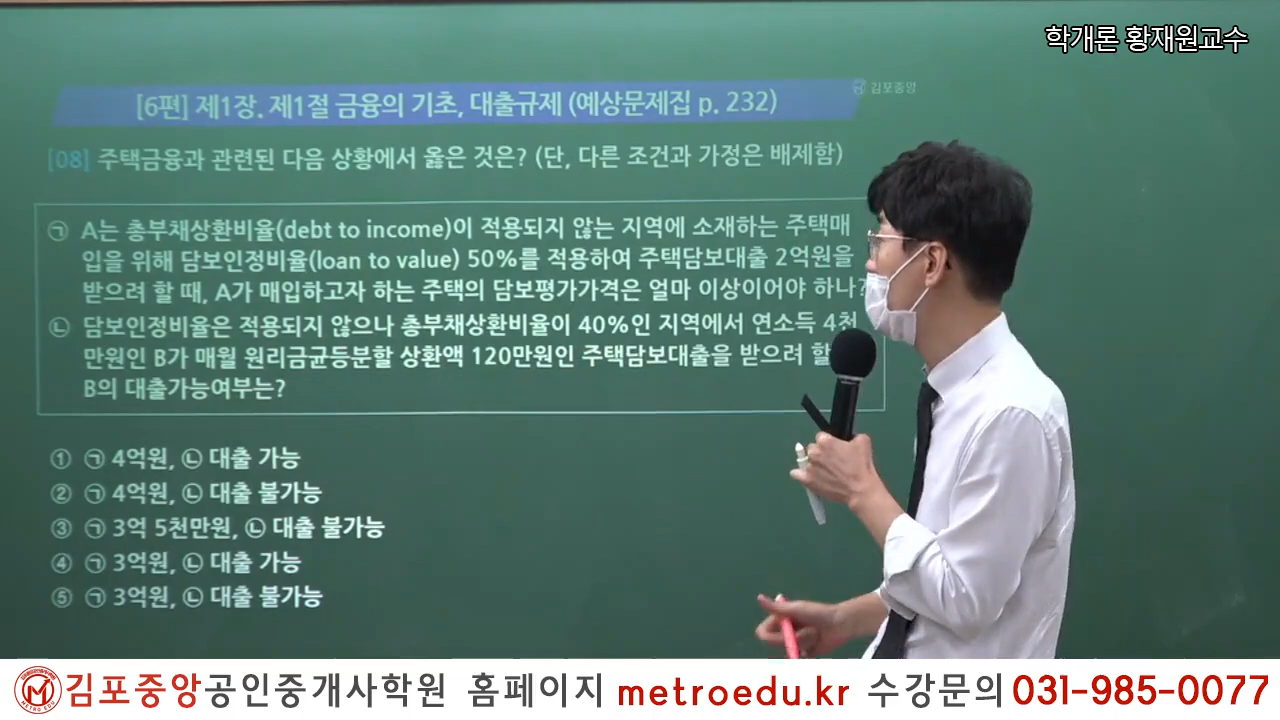 학개론 황재원교수
[6편] 제1장. 제1절 금융의 기초, 대출규제 (예상문제집 p. 232)
김포중앙
[08] 주택금융과 관련된 다음 상황에서 옳은 것은? (단, 다른 조건과 가정은 배제함)
㉠ A는 총부채상환비율(debt to income)이 적용되지 않는 지역에 소재하는 주택매
입을 위해 담보인정비율(loan to value) 50%를 적용하여 주택담보대출 2억원을
받으려 할 때, A가 매입하고자 하는 주택의 담보평가가격은 얼마 이상이어야 하나?
㉡ 담보인정비율은 적용되지 않으나 총부채상환비율이 40%인 지역에서 연소득 4천
만원인 B가 매월 원리금균등분할 상환액 120만원인 주택담보대출을 받으려 할
B의 대출가능여부는?
① ㉠ 4억원, ㉡ 대출 가능
② ㉠ 4억원, ㉡ 대출 불가능
③ ㉠ 3억 5천만원, ㉡ 대출 불가능
④ ㉠ 3억원, ㉡ 대출 가능
⑤ ㉠ 3억원, ㉡ 대출 불가능
METRO EDU 김포중앙공인중개사학원 홈페이지 metroedu.kr 수강문의 031-985-0077